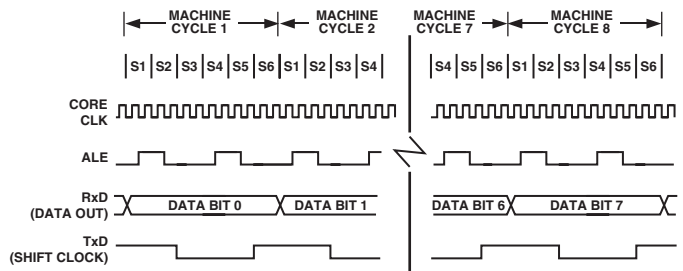 MACHINE CYCLE 1
MACHINE CYCLE 2
MACHINE CYCLE 7
MACHINE CYCLE 8
S1 S2 S3 S4 S5 S6 S1 S2 S3 S4
S4 S5 S6 S1 S2 S3 S4 S5 S6
CORE CLK
ALE
RxD (DATA OUT)
DATA BIT 0
DATA BIT 1
DATA BIT 6
DATA BIT 7
TxD (SHIFT CLOCK)